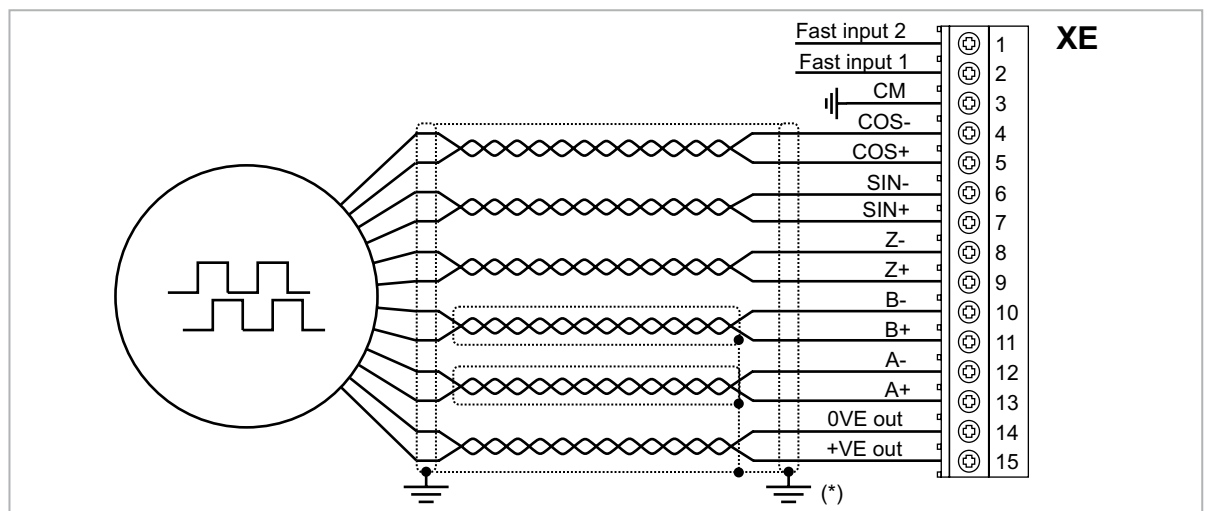 XE
Fast input 2 1
Fast input 1 2
CM 3
COS- 4
COS+ 5
SIN- 6
SIN+ 7
Z- 8
Z+ 9
B- 10
B+ 11
A- 12
A+ 13
0VE out 14
+VE out 15
(*)